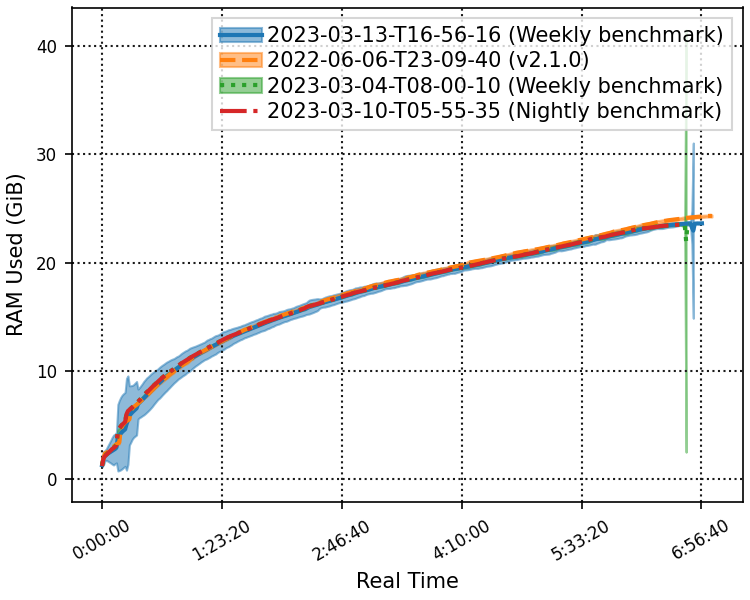 2023-03-13-T16-56-16 (Weekly benchmark)
2022-06-06-T23-09-40 (v2.1.0)
2023-03-04-T08-00-10 (Weekly benchmark)
2023-03-10-T05-55-35 (Nightly benchmark)
40
30
20
10
0
RAM Used (GiB)
0:00:00
1:23:20
2:46:40
4:10:00
5:33:20
6:56:40
Real Time